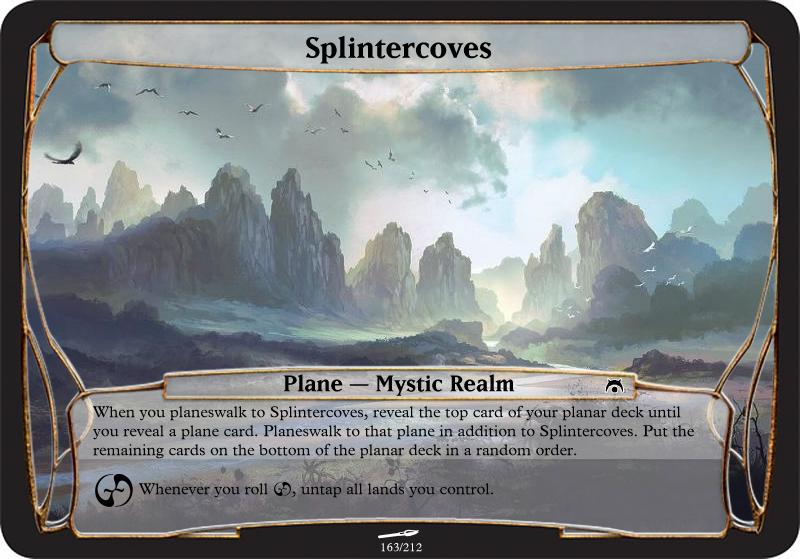 Splintercoves
Plane — Mystic Realm
When you planeswalk to Splintercoves, reveal the top card of your planar deck until
you reveal a plane card. Planeswalk to that plane in addition to Splintercoves. Put the
remaining cards on the bottom of the planar deck in a random order.
Whenever you roll , untap all lands you control.
163/212